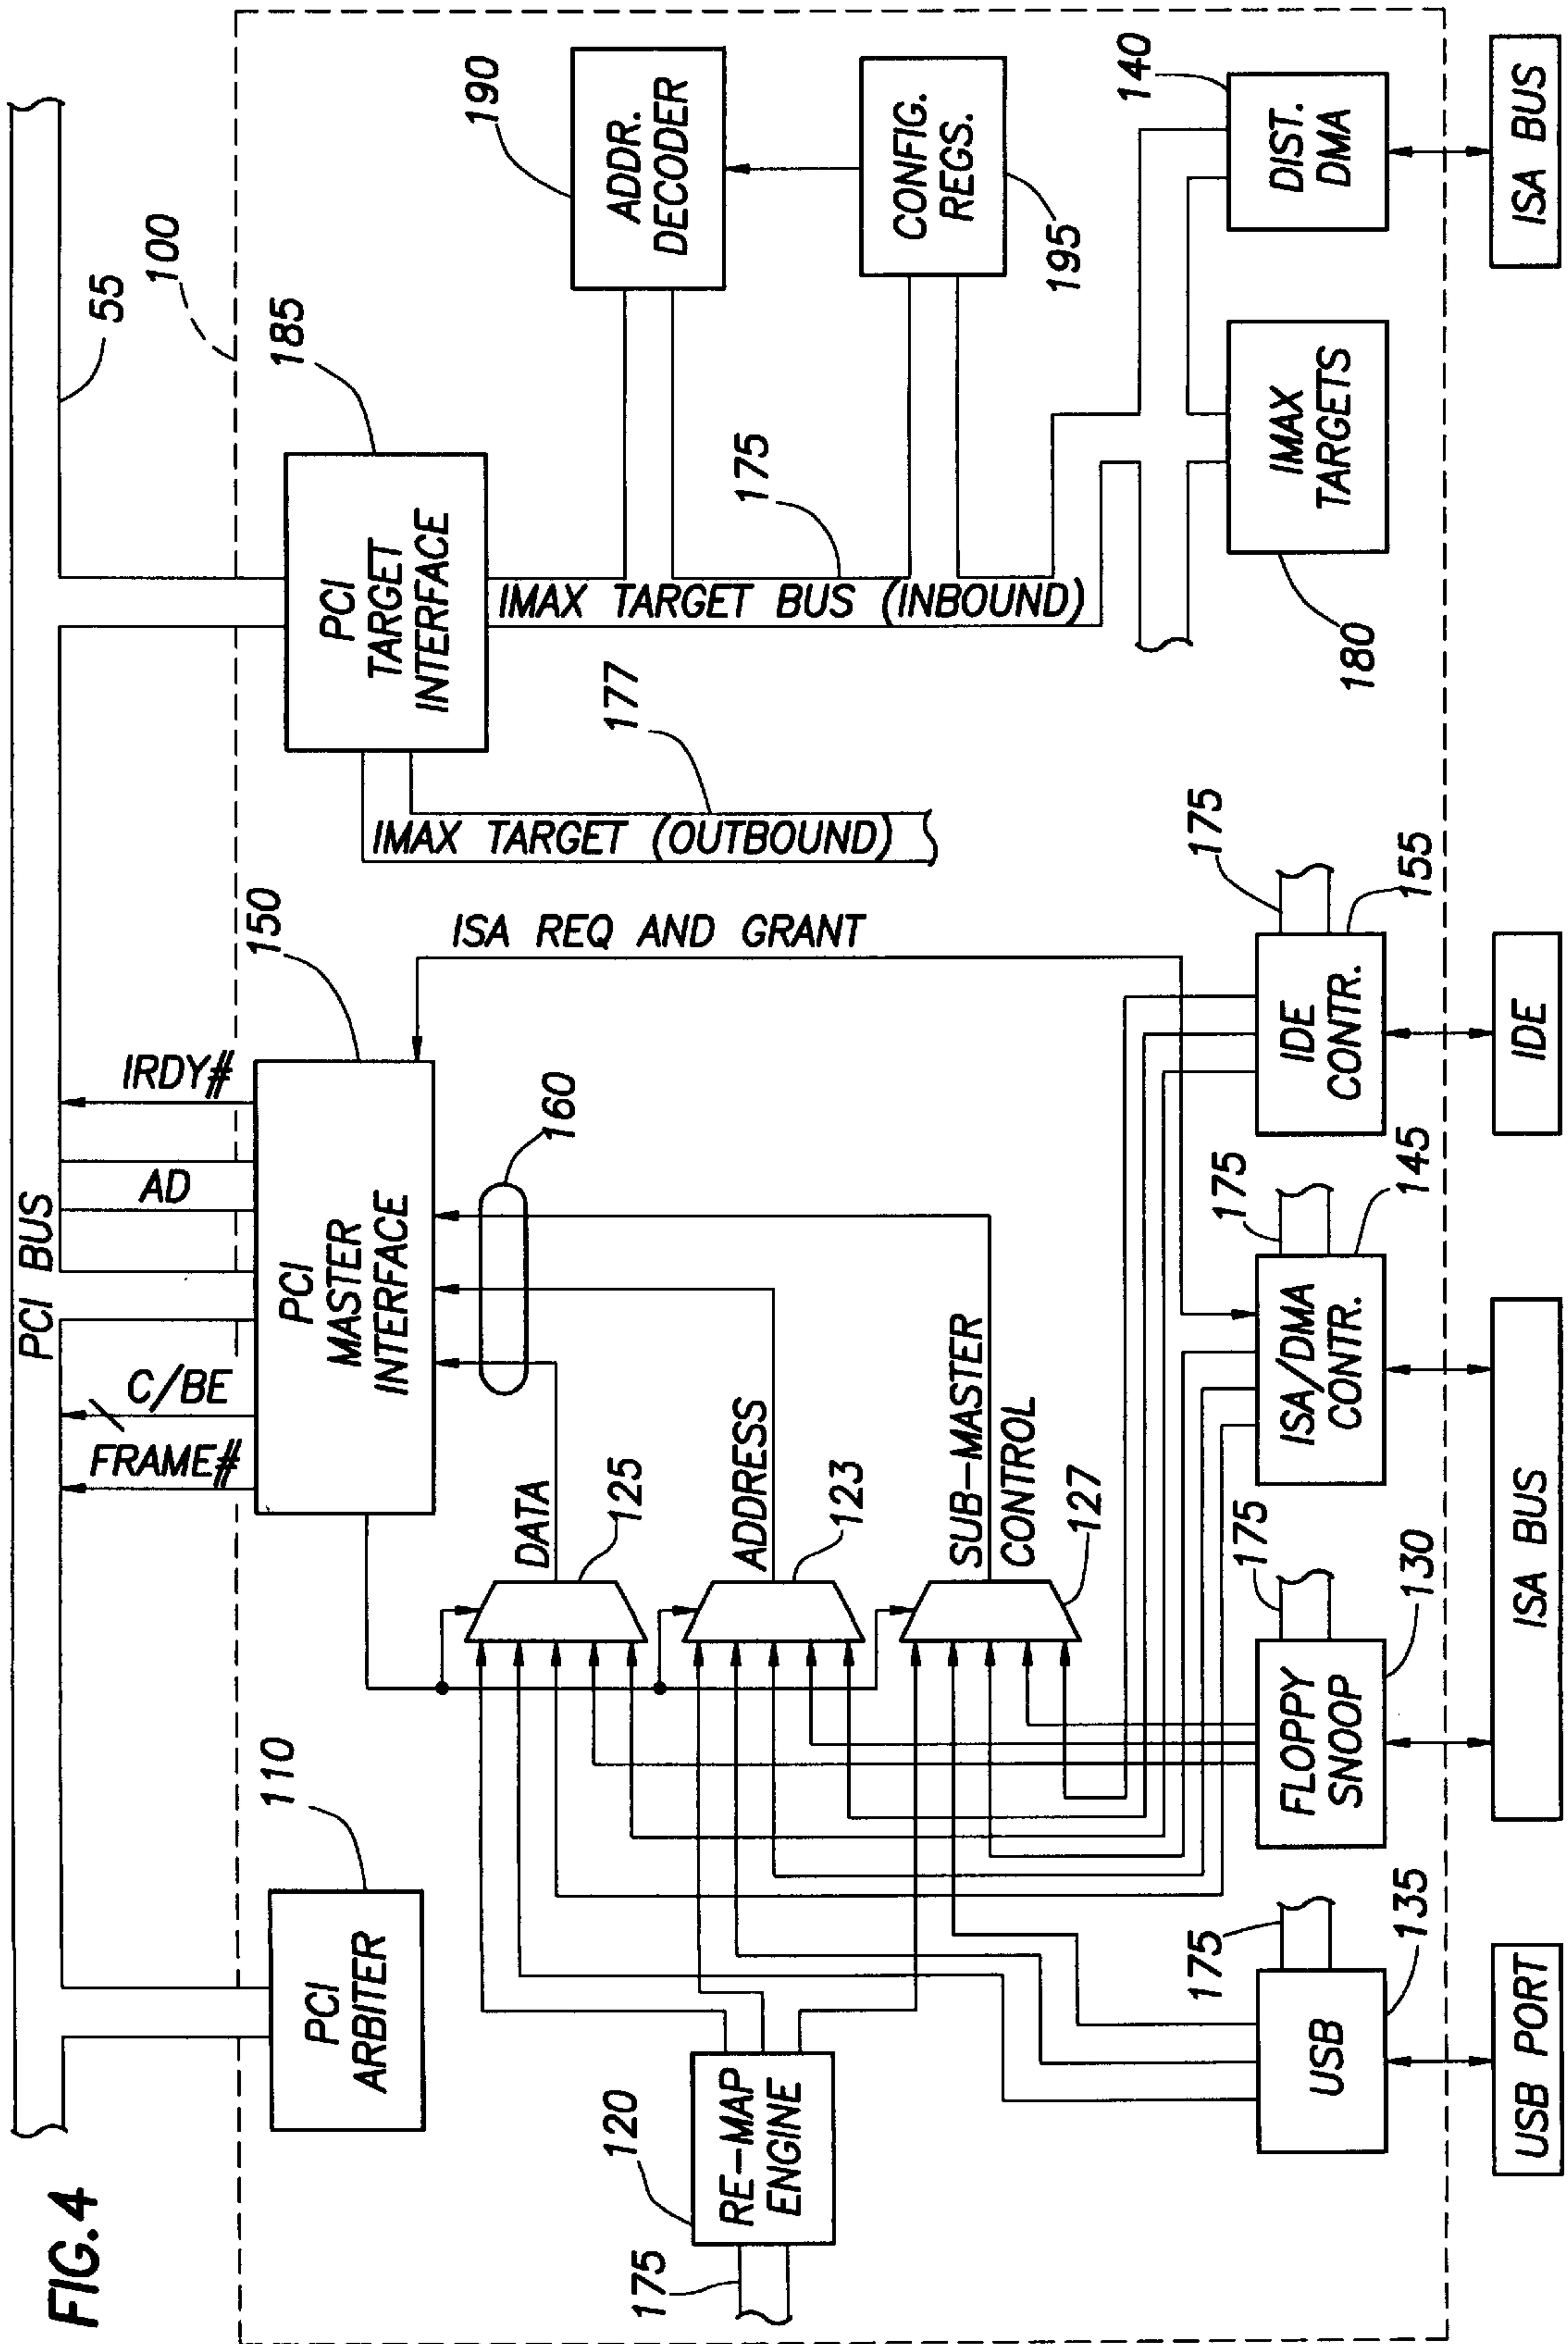 FIG.4
PCI BUS
55
100
FRAME#
C/BE
AD
IRDY#
110
PCI
ARBITER
150
PCI
MASTER
INTERFACE
185
PCI
TARGET
INTERFACE
190
ADDR.
DECODER
CONFIG.
REGS.
195
160
ISA REQ AND GRANT
IMAX TARGET (OUTBOUND)
177
IMAX TARGET BUS (INBOUND)
175
DATA
125
ADDRESS
123
SUB-MASTER
CONTROL
127
120
RE-MAP
ENGINE
175
175
USB
135
175
FLOPPY
SNOOP
130
175
ISA/DMA
CONTR.
145
175
IDE
CONTR.
155
IMAX
TARGETS
180
140
DIST.
DMA
USB PORT
ISA BUS
IDE
ISA BUS